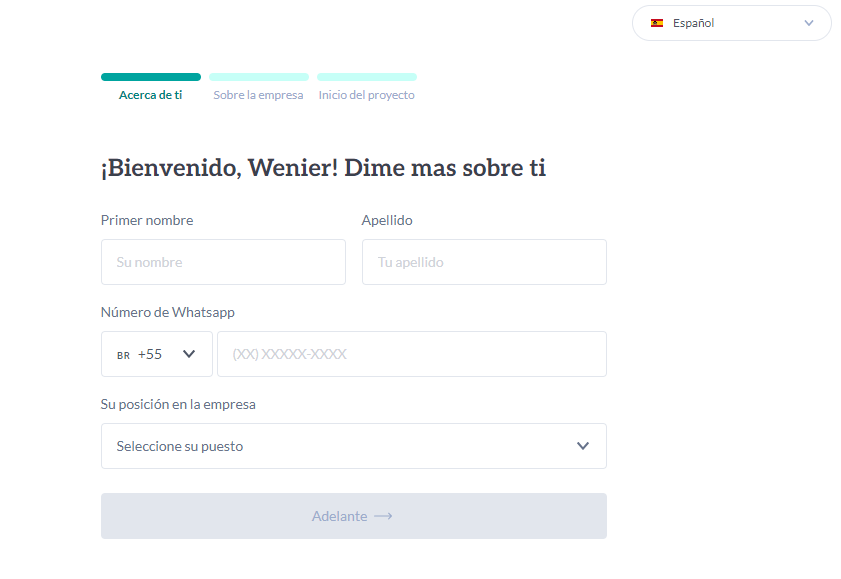 Español
Acerca de ti
Sobre la empresa
Inicio del proyecto
¡Bienvenido, Wenier! Dime mas sobre ti
Primer nombre
Apellido
Su nombre
Tu apellido
Número de Whatsapp
BR +55
(XX) XXXXX-XXXX
Su posición en la empresa
Seleccione su puesto
Adelante